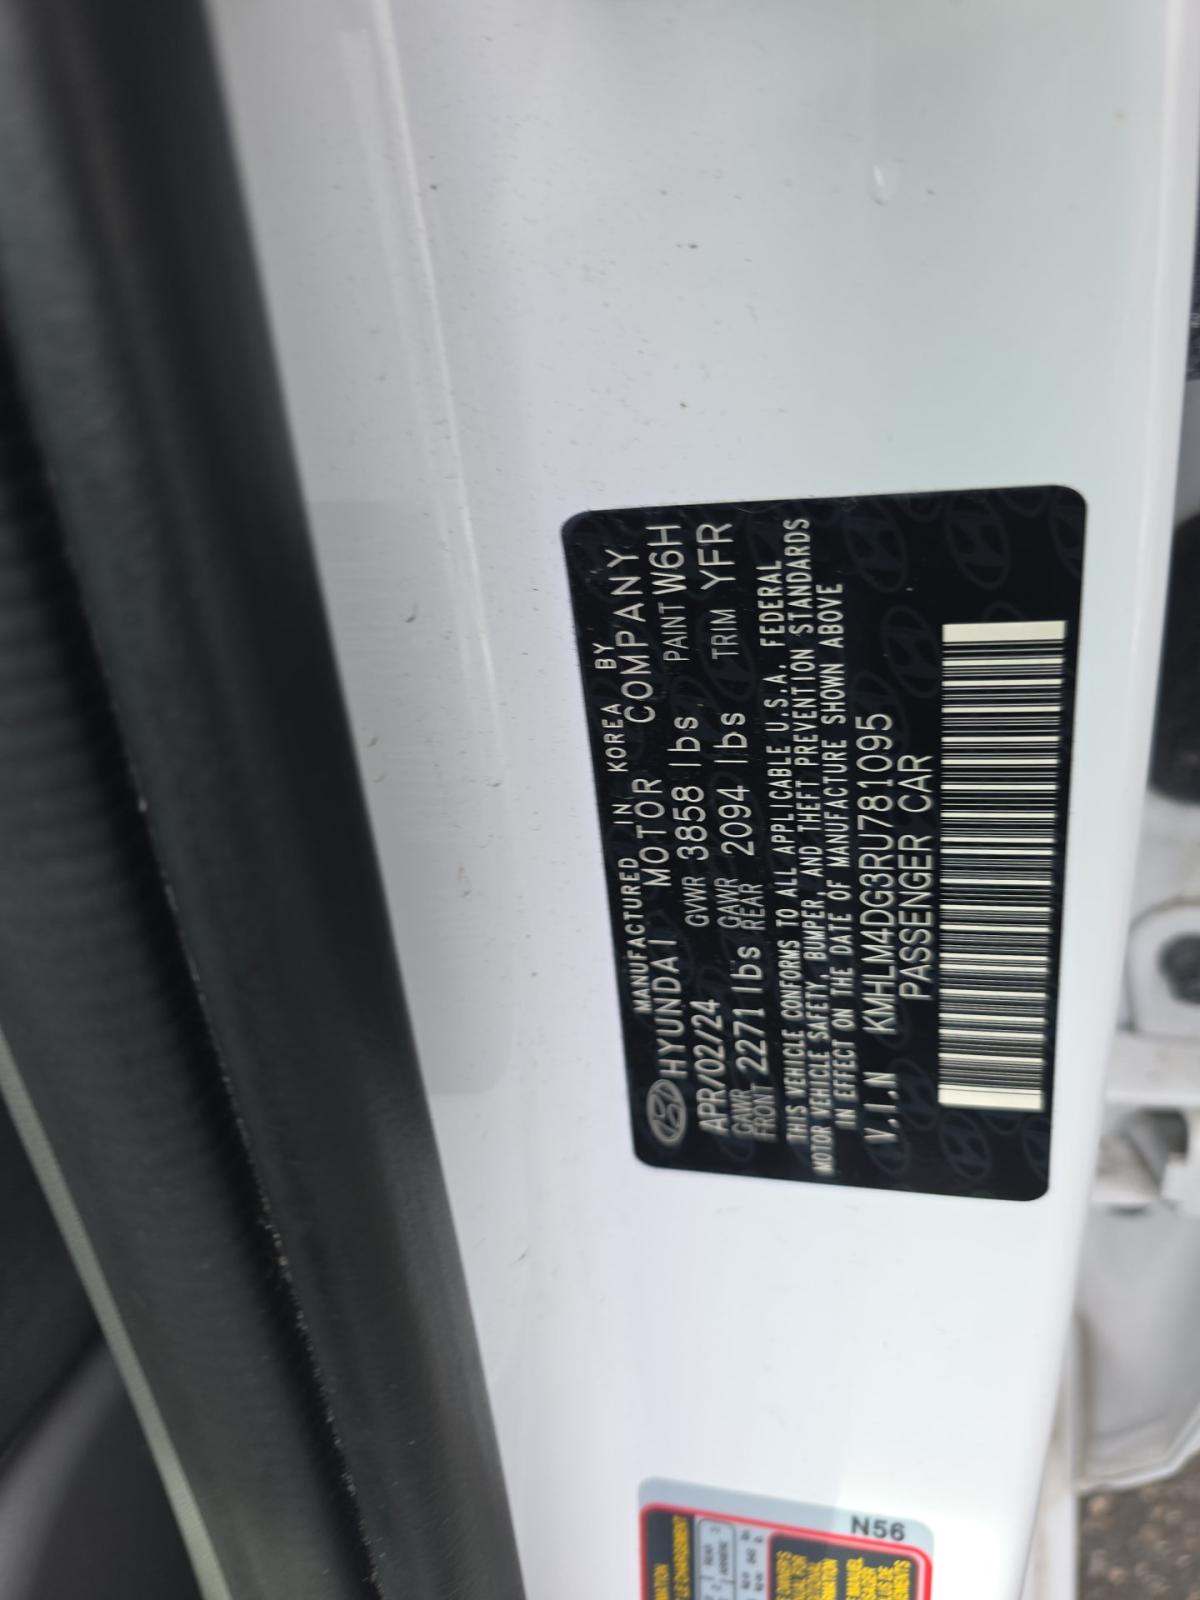 MANUFACTURED IN KOREA BY
HYUNDAI MOTOR COMPANY
APR/02/24 GVWR 3858 lbs PAINT W6H
GAWR FRONT 2271 lbs GAWR REAR 2094 lbs TRIM YFR
THIS VEHICLE CONFORMS TO ALL APPLICABLE U.S.A. FEDERAL
MOTOR VEHICLE SAFETY, BUMPER, AND THEFT PREVENTION STANDARDS
IN EFFECT ON THE DATE OF MANUFACTURE SHOWN ABOVE
V.I.N KMHLM4DG3RU781095
PASSENGER CAR
N56